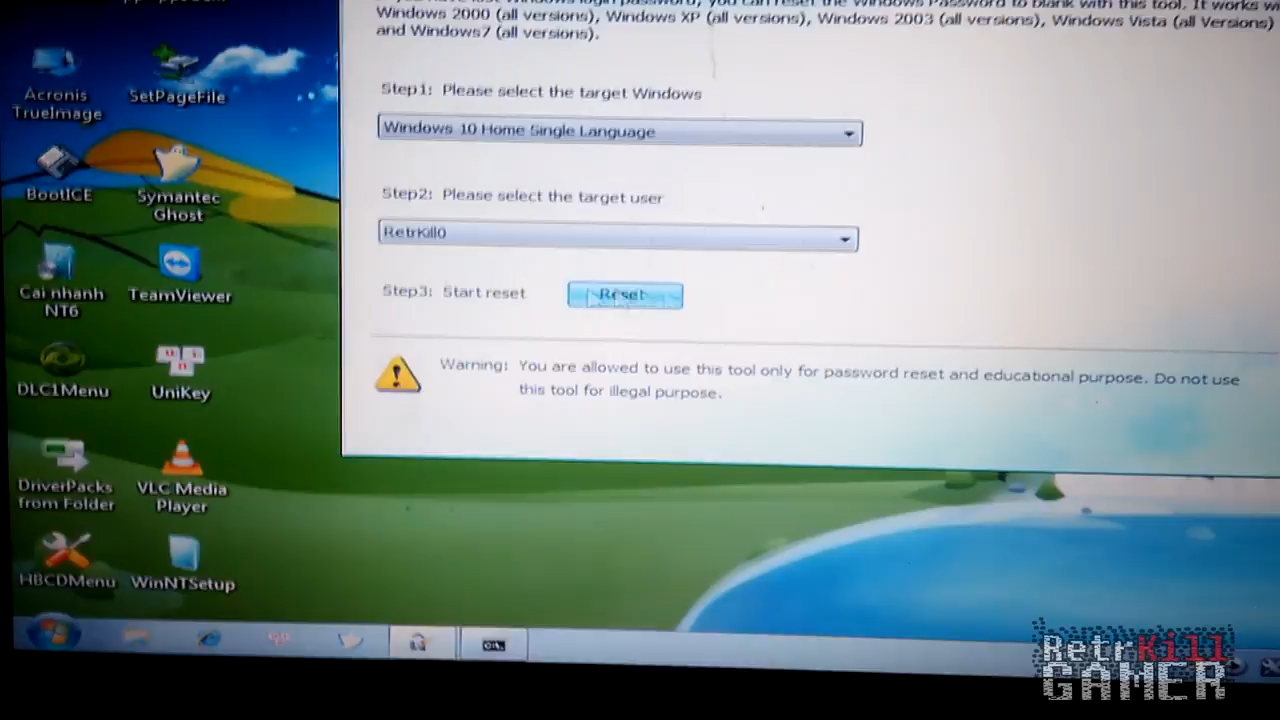 Windows 2000 (all versions), Windows XP (all versions), Windows 2003 (all versions), Windows Vista (all Versions)
and Windows7 (all versions).
Step1: Please select the target Windows
Windows 10 Home Single Language
Step2: Please select the target user
RetrKill0
Step3: Start reset
Reset
Warning: You are allowed to use this tool only for password reset and educational purpose. Do not use
this tool for illegal purpose.
Acronis
TrueImage
SetPageFile
BootICE
Symantec
Ghost
Cai nhanh
NT6
TeamViewer
DLC1Menu
UniKey
DriverPacks
from Folder
VLC Media
Player
HBCDMenu
WinNTSetup
RetrKill
GAMER